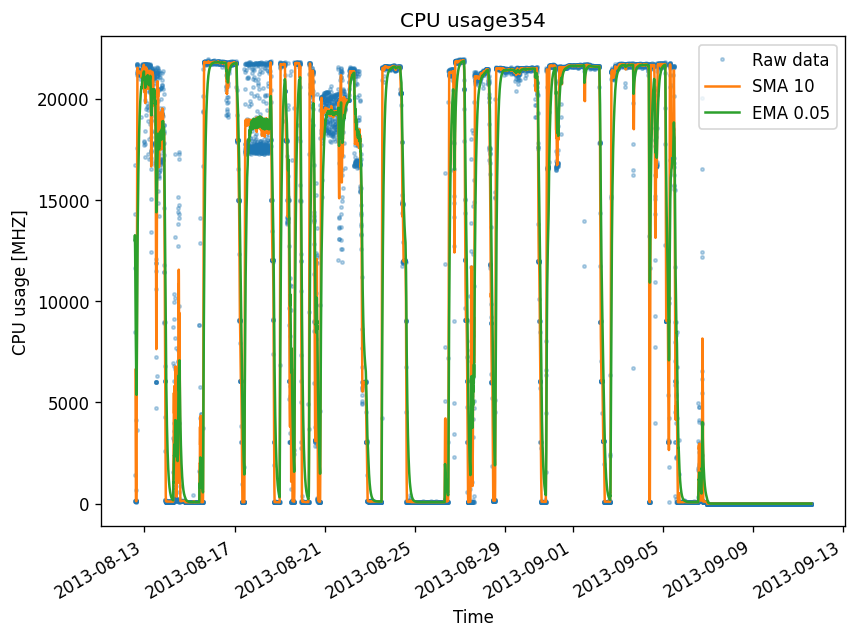 CPU usage354
Raw data
SMA 10
EMA 0.05
CPU usage [MHZ]
20000
15000
10000
5000
0
2013-08-13
2013-08-17
2013-08-21
2013-08-25
2013-08-29
2013-09-01
2013-09-05
2013-09-09
2013-09-13
Time